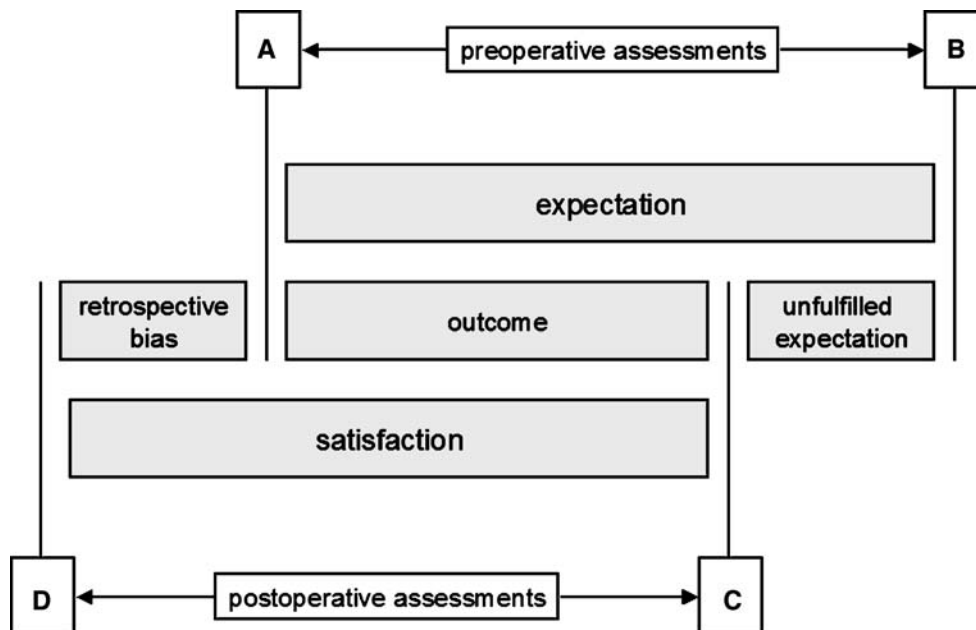 A
preoperative assessments
B
expectation
retrospective
bias
outcome
unfulfilled
expectation
satisfaction
D
postoperative assessments
C